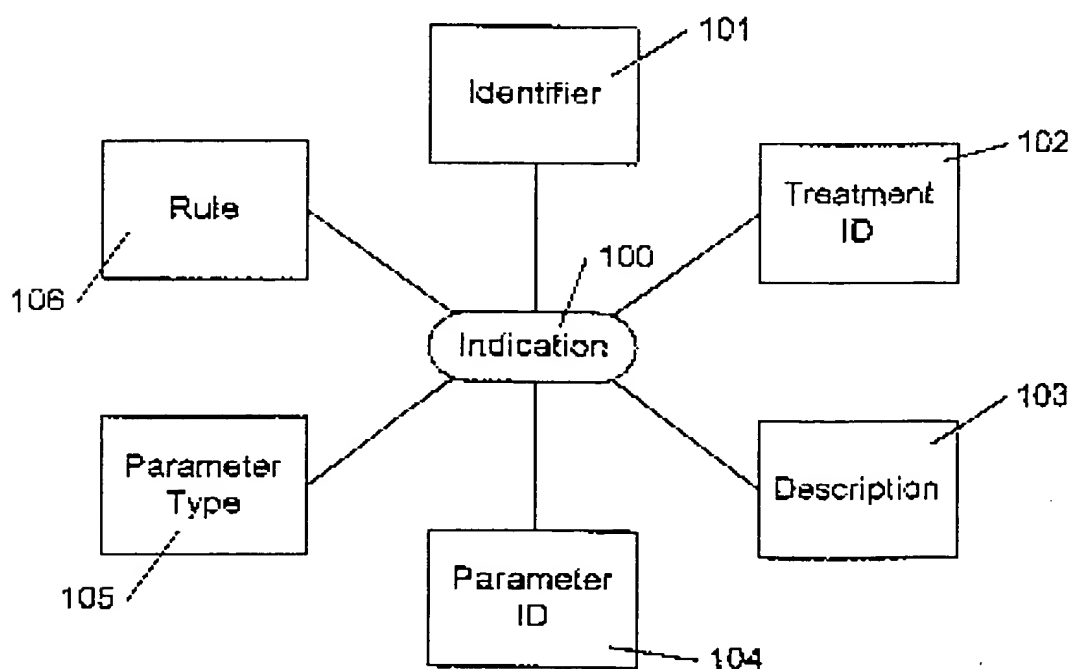 101
Identifier
102
Treatment
ID
Rule
100
106
Indication
103
Parameter
Type
Description
105
Parameter
ID
104